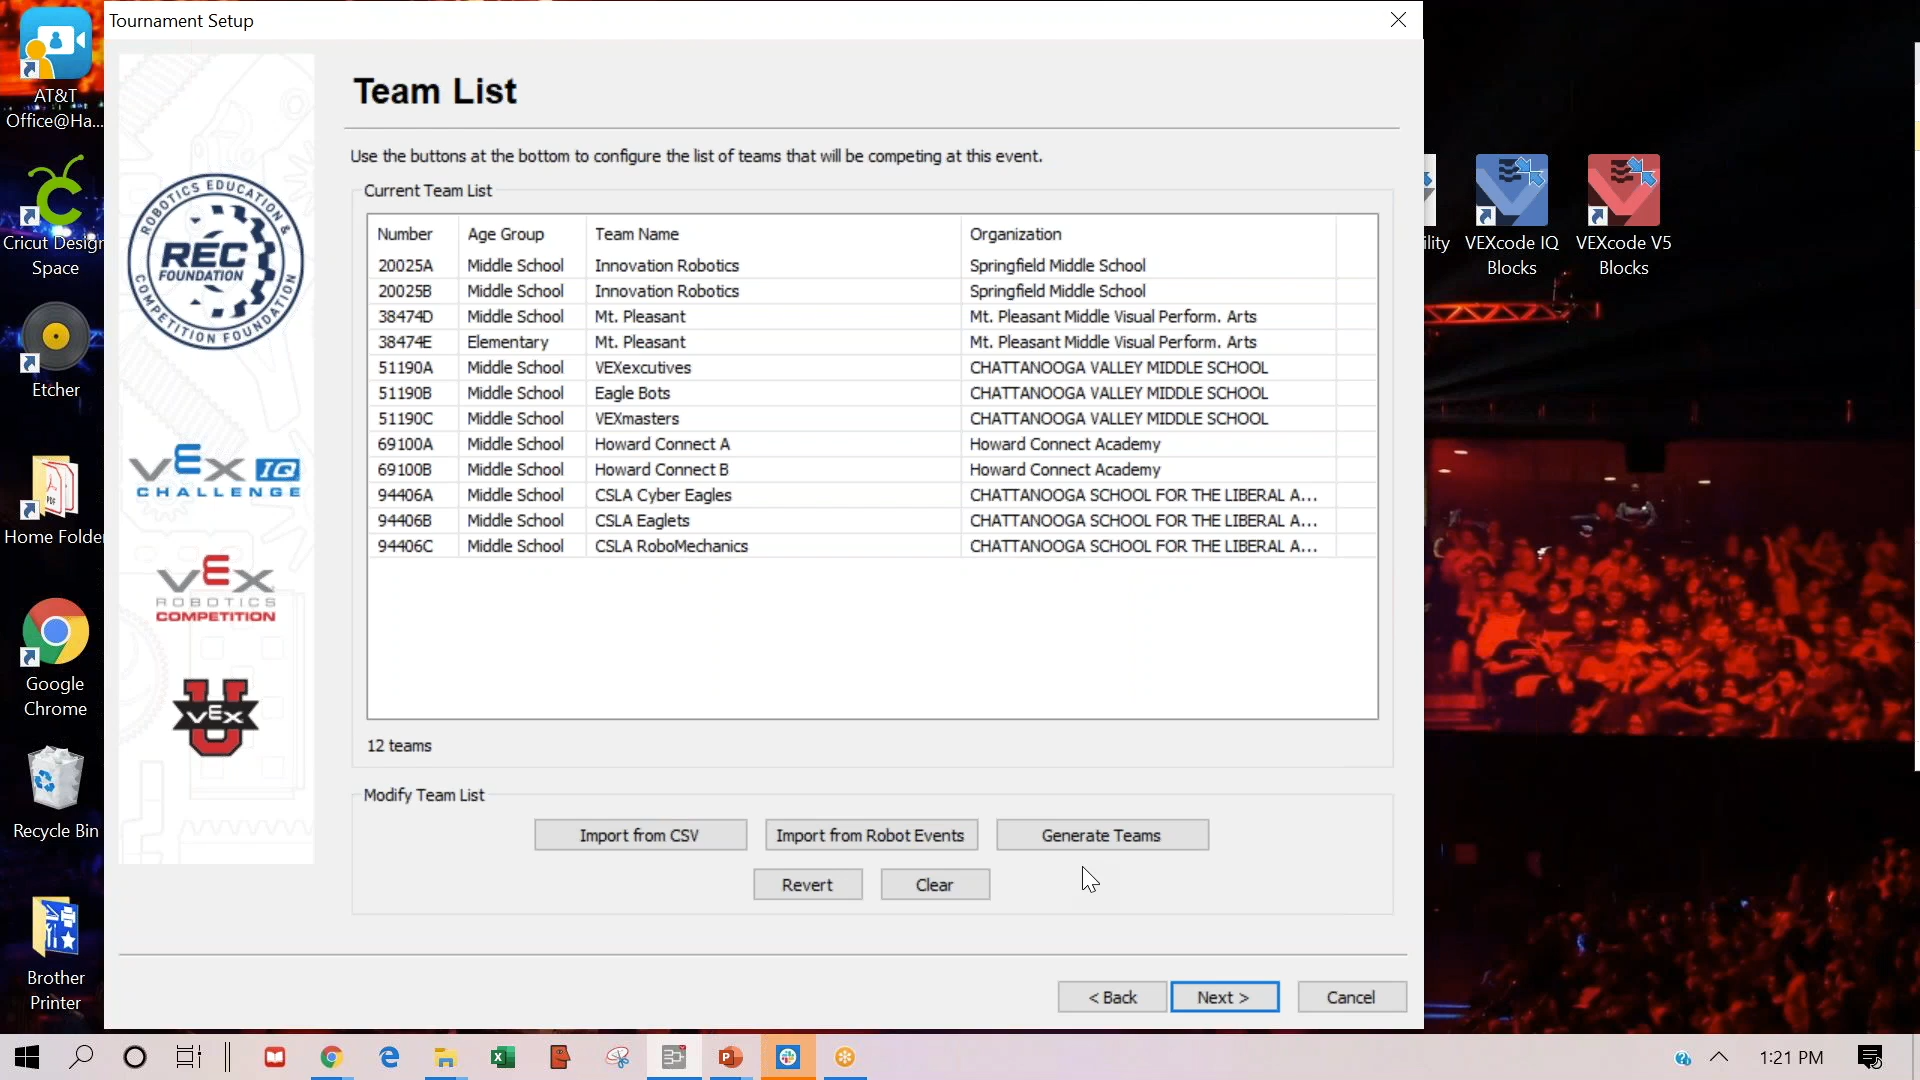 Tournament Setup
AT&T
Office@Ha...
Cricut Design
Space
Etcher
Home Folde
Google
Chrome
Recycle Bin
Brother
Printer
ROBOTICS EDUCATION &
REC
FOUNDATION
COMPETITION FOUNDATION
VEX IQ
CHALLENGE
VEX
ROBOTICS
COMPETITION
VEX U
Team List
Use the buttons at the bottom to configure the list of teams that will be competing at this event.
Current Team List
Number Age Group Team Name Organization
20025A Middle School Innovation Robotics Springfield Middle School
20025B Middle School Innovation Robotics Springfield Middle School
38474D Middle School Mt. Pleasant Mt. Pleasant Middle Visual Perform. Arts
38474E Elementary Mt. Pleasant Mt. Pleasant Middle Visual Perform. Arts
51190A Middle School VEXexcutives CHATTANOOGA VALLEY MIDDLE SCHOOL
51190B Middle School Eagle Bots CHATTANOOGA VALLEY MIDDLE SCHOOL
51190C Middle School VEXmasters CHATTANOOGA VALLEY MIDDLE SCHOOL
69100A Middle School Howard Connect A Howard Connect Academy
69100B Middle School Howard Connect B Howard Connect Academy
94406A Middle School CSLA Cyber Eagles CHATTANOOGA SCHOOL FOR THE LIBERAL A...
94406B Middle School CSLA Eaglets CHATTANOOGA SCHOOL FOR THE LIBERAL A...
94406C Middle School CSLA RoboMechanics CHATTANOOGA SCHOOL FOR THE LIBERAL A...
12 teams
Modify Team List
Import from CSV Import from Robot Events Generate Teams
Revert Clear
< Back Next > Cancel
ility
VEXcode IQ
Blocks
VEXcode V5
Blocks
1:21 PM